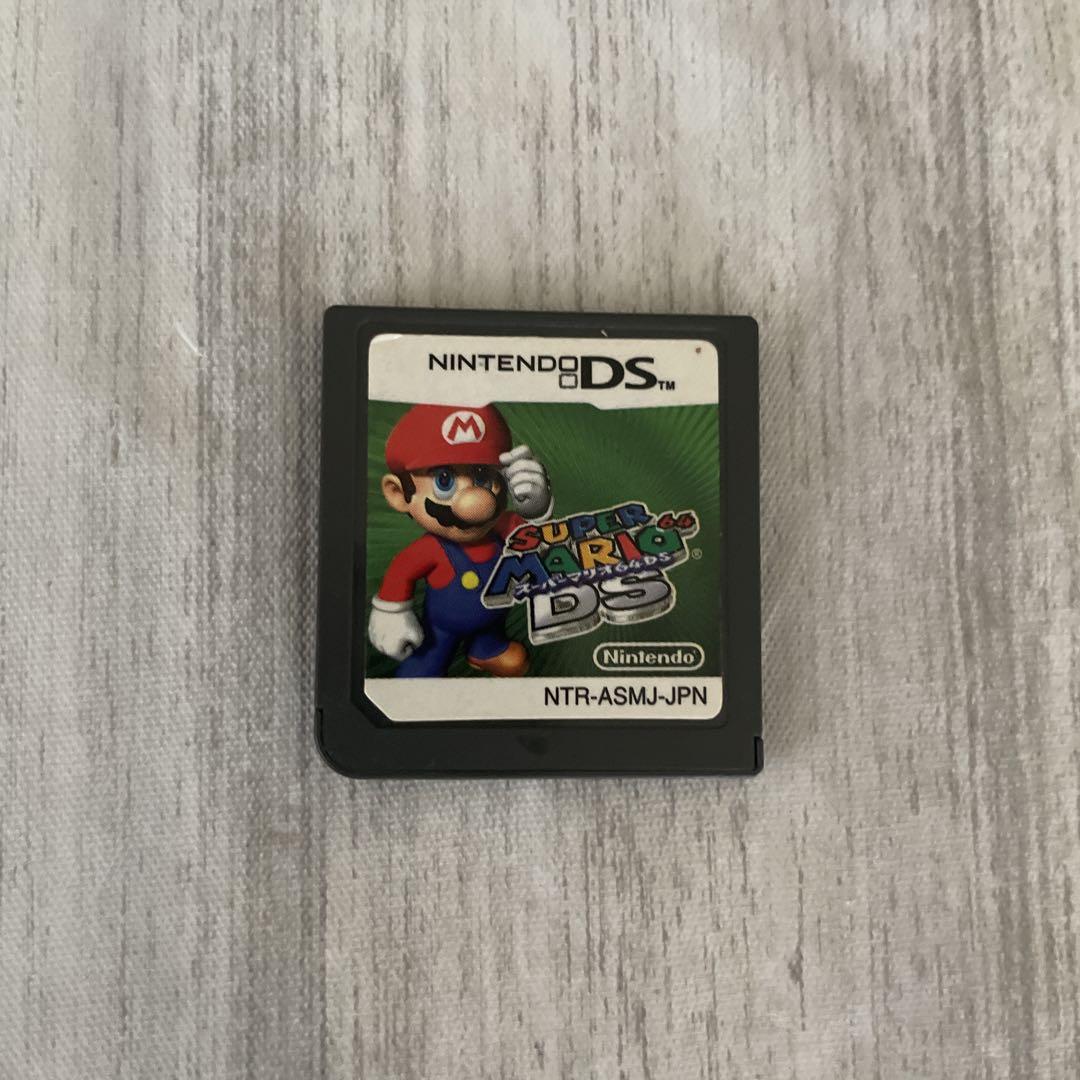 NINTENDO DS™
M
SUPER
MARIO 64®
スーパーマリオ64DS
DS
Nintendo®
NTR-ASMJ-JPN